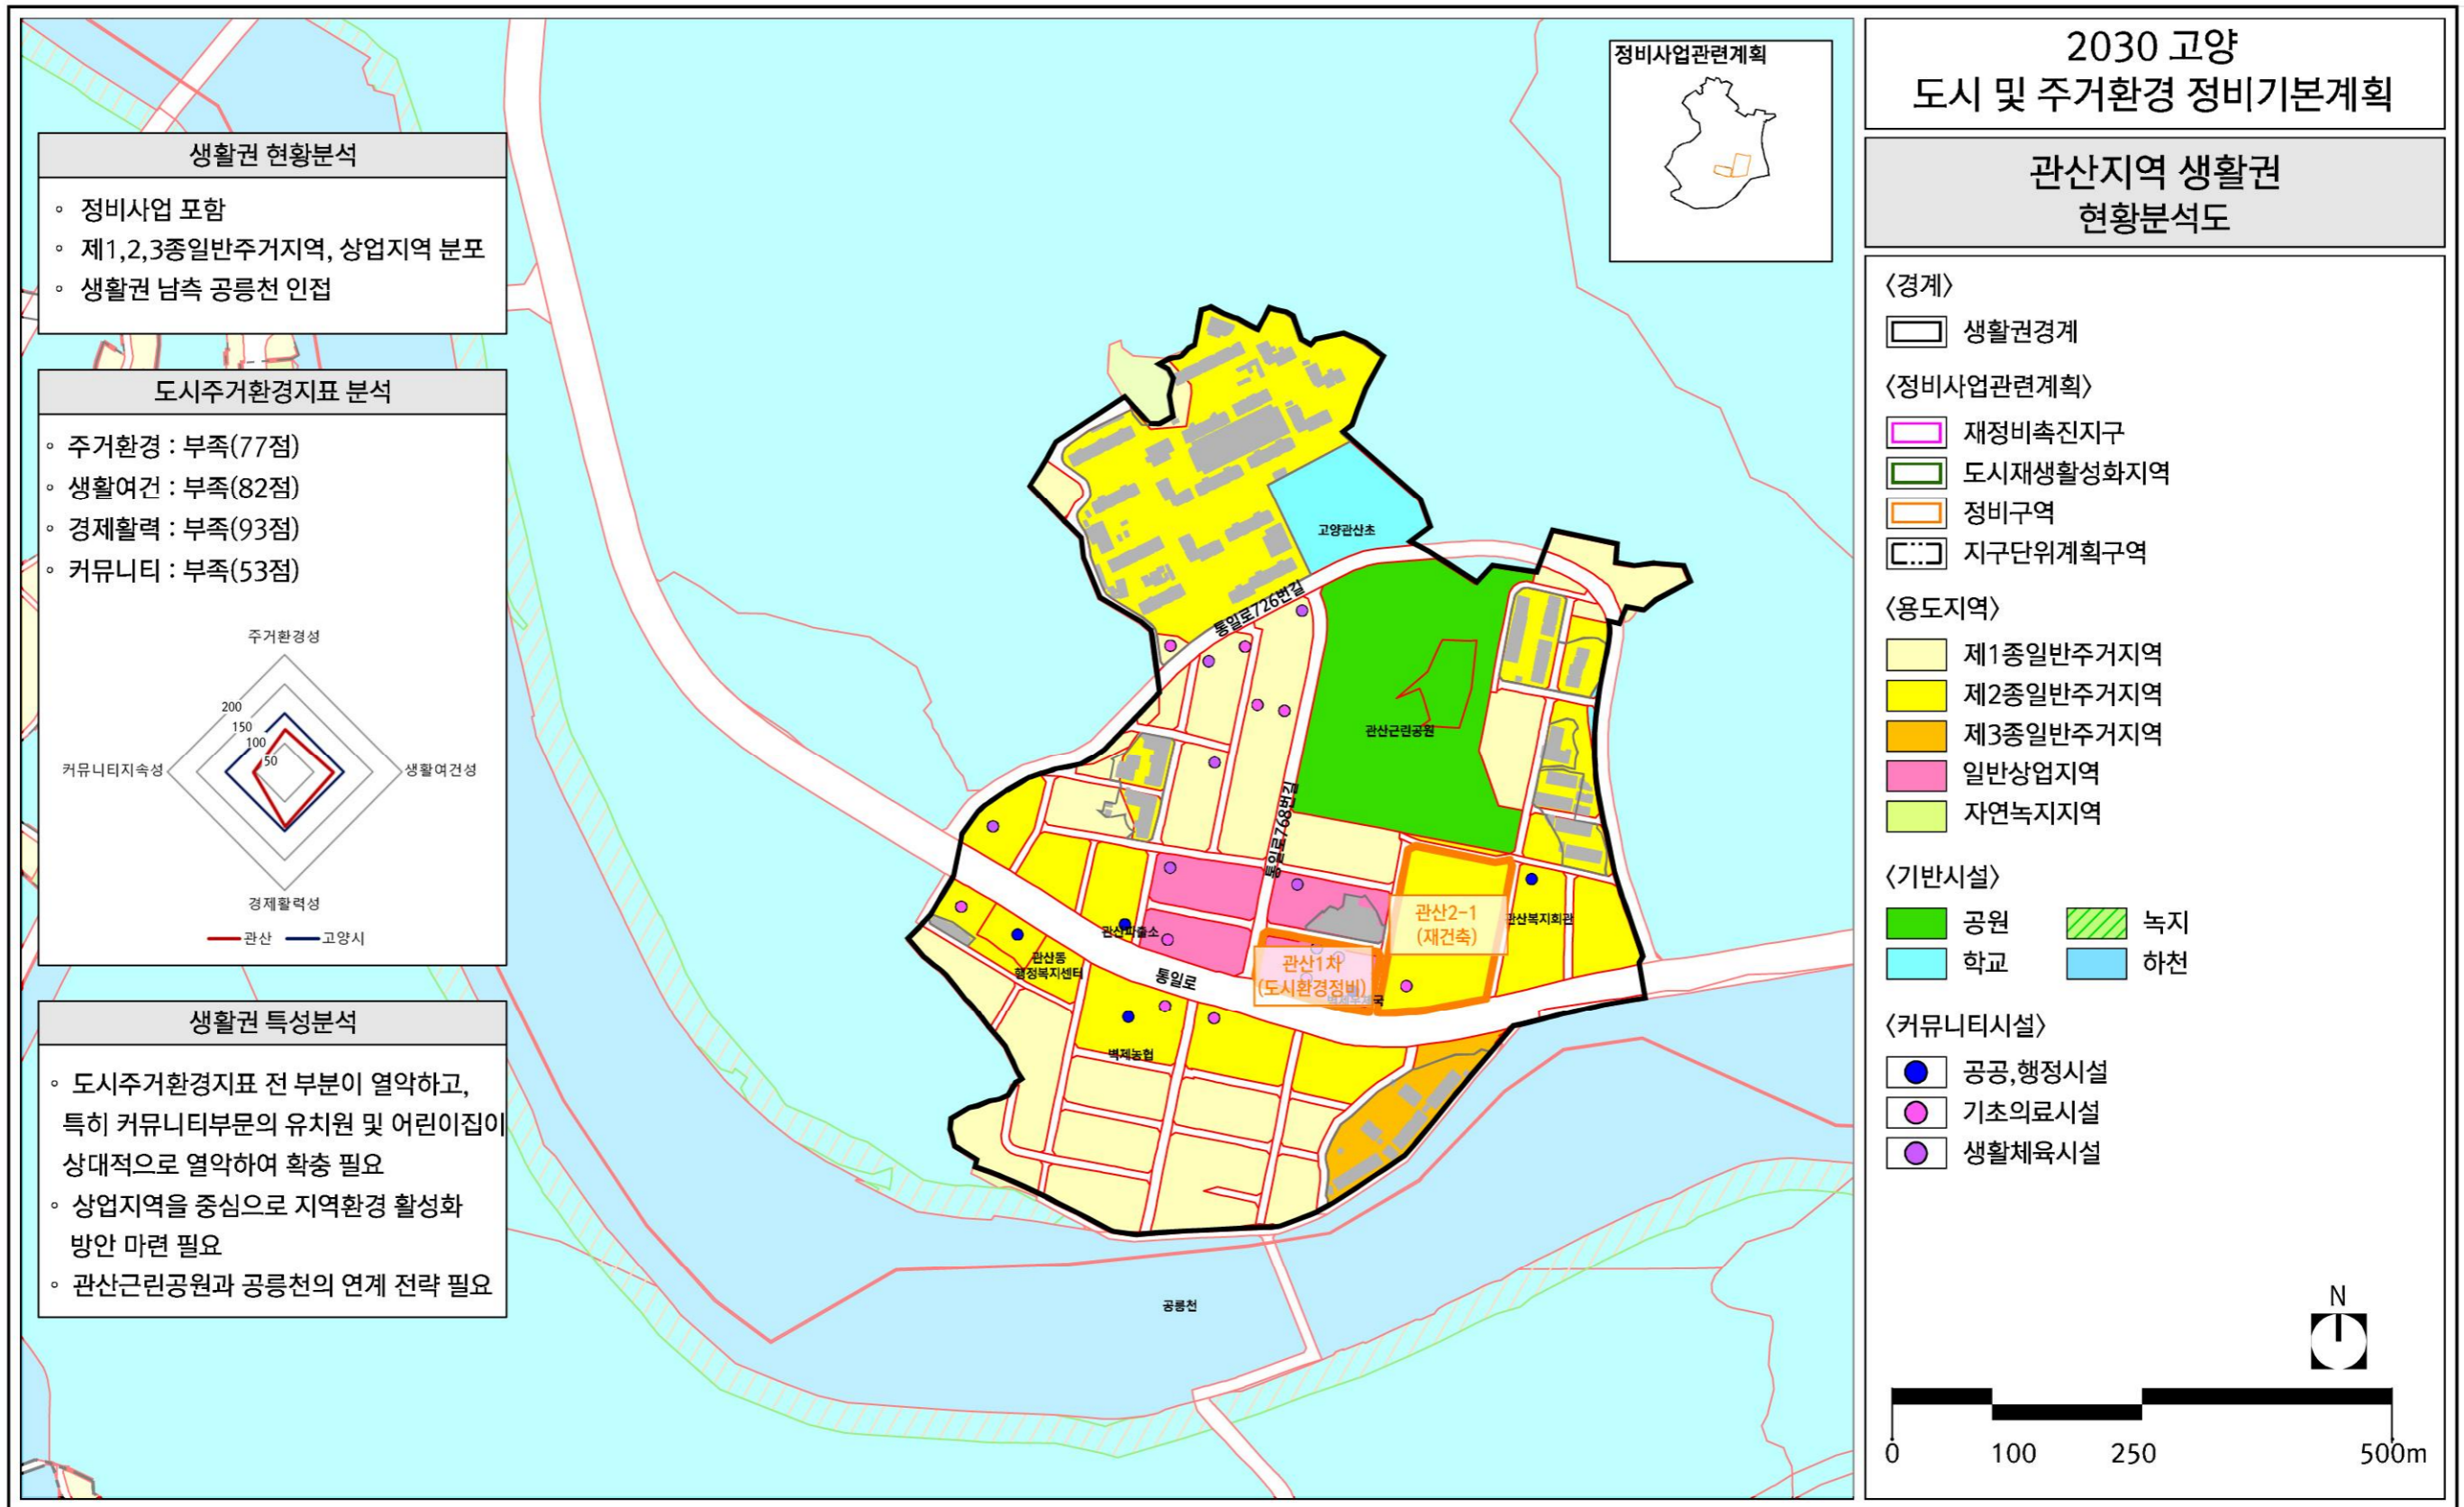 2030 고양
도시 및 주거환경 정비기본계획
관산지역 생활권
현황분석도
정비사업관련계획
생활권 현황분석
◦ 정비사업 포함
◦ 제1,2,3종일반주거지역, 상업지역 분포
◦ 생활권 남측 공릉천 인접
도시주거환경지표 분석
◦ 주거환경 : 부족(77점)
◦ 생활여건 : 부족(82점)
◦ 경제활력 : 부족(93점)
◦ 커뮤니티 : 부족(53점)
주거환경성
200
150
100
50
커뮤니티지속성
생활여건성
경제활력성
관산
고양시
생활권 특성분석
◦ 도시주거환경지표 전 부분이 열악하고,
특히 커뮤니티부문의 유치원 및 어린이집이
상대적으로 열악하여 확충 필요
◦ 상업지역을 중심으로 지역환경 활성화
방안 마련 필요
◦ 관산근린공원과 공릉천의 연계 전략 필요
고양관산초
통일로726번길
관산근린공원
통일로768번길
관산2-1
(재건축)
관산복지회관
관산파출소
관산동
행정복지센터
관산1차
(도시환경정비)
통일로
벽제농협
공릉천
〈경계〉
생활권경계
〈정비사업관련계획〉
재정비촉진지구
도시재생활성화지역
정비구역
지구단위계획구역
〈용도지역〉
제1종일반주거지역
제2종일반주거지역
제3종일반주거지역
일반상업지역
자연녹지지역
〈기반시설〉
공원 녹지
학교 하천
〈커뮤니티시설〉
공공,행정시설
기초의료시설
생활체육시설
N
0 100 250 500m